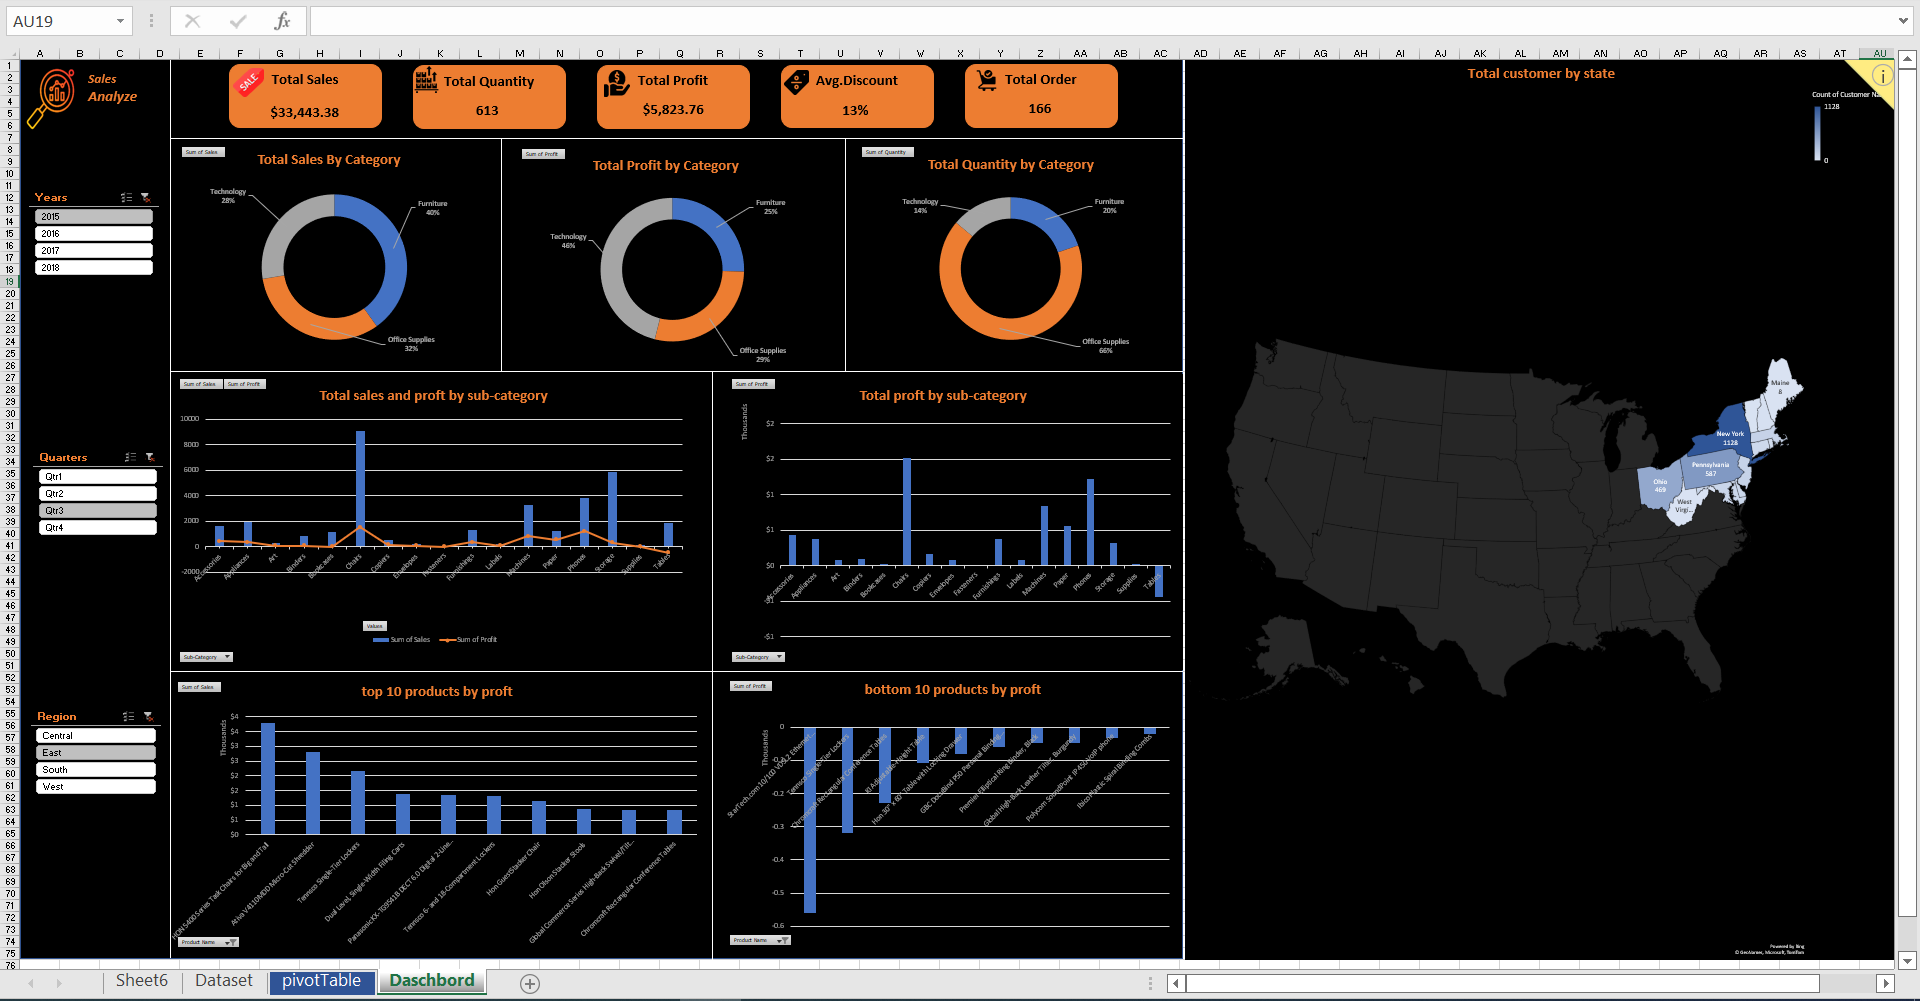 AU19
fx
A B C D E F G H I J K L M N O P Q R S T U V W X Y Z AA AB AC AD AE AF AG AH AI AJ AK AL AM AN AO AP AQ AR AS AT AU
Sales
Analyze
SALE
Total Sales
$33,443.38
Total Quantity
613
Total Profit
$5,823.76
Avg.Discount
13%
Total Order
166
Years
2015
2016
2017
2018
Quarters
Qtr1
Qtr2
Qtr3
Qtr4
Region
Central
East
South
West
Sum of Sales
Total Sales By Category
Technology
28%
Furniture
40%
Office Supplies
32%
Sum of Profit
Total Profit by Category
Furniture
25%
Technology
46%
Office Supplies
29%
Sum of Quantity
Total Quantity by Category
Technology
14%
Furniture
20%
Office Supplies
66%
Sum of Sales Sum of Profit
Total sales and proft by sub-category
10000
8000
6000
4000
2000
0
-2000
Accessories
Appliances
Art
Binders
Bookcases
Chairs
Copiers
Envelopes
Fasteners
Furnishings
Labels
Machines
Paper
Phones
Storage
Supplies
Tables
Values
Sum of Sales Sum of Profit
Sub-Category
Sum of Profit
Total proft by sub-category
Thousands
$2
$2
$1
$1
$0
-$1
-$1
Accessories
Appliances
Art
Binders
Bookcases
Chairs
Copiers
Envelopes
Fasteners
Furnishings
Labels
Machines
Paper
Phones
Storage
Supplies
Tables
Sub-Category
Sum of Sales
top 10 products by proft
Thousands
$4
$4
$3
$3
$2
$2
$1
$1
$0
HON 5400 Series Task Chairs for Big and Tall
Ativa V4110MDD Micro-Cut Shredder
Tennsco Single-Tier Lockers
Dual Level, Single-Width Filing Carts
Panasonic KX-TG9541B DECT 6.0 Digital 2-Line...
Tennsco 6- and 18-Compartment Lockers
Hon GuestStacker Chair
Hon Olson Stacker Stools
Global Commerce Series High-Back Swivel/Tilt...
Chromcraft Rectangular Conference Tables
Product Name
Sum of Profit
bottom 10 products by proft
Thousands
0
-0.1
-0.2
-0.3
-0.4
-0.5
-0.6
StarTech.com 10/100 VDSL2 Ethernet...
Tennsco Single-Tier Lockers
Chromcraft Rectangular Conference Tables
KI Adjustable-Height Table
Hon 30" x 60" Table with Locking Drawer
GBC DocuBind P50 Personal Binding...
Premier Elliptical Ring Binder, Black
Global High-Back Leather Tilter, Burgundy
Polycom SoundPoint IP 450 VoIP phone
Ibico Plastic Spiral Binding Combs
Product Name
Total customer by state
Count of Customer Na
1128
0
Maine
8
New York
1128
Pennsylvania
587
Ohio
469
West
Virgi...
Powered by Bing
© GeoNames, Microsoft, TomTom
Sheet6 Dataset pivotTable Daschbord